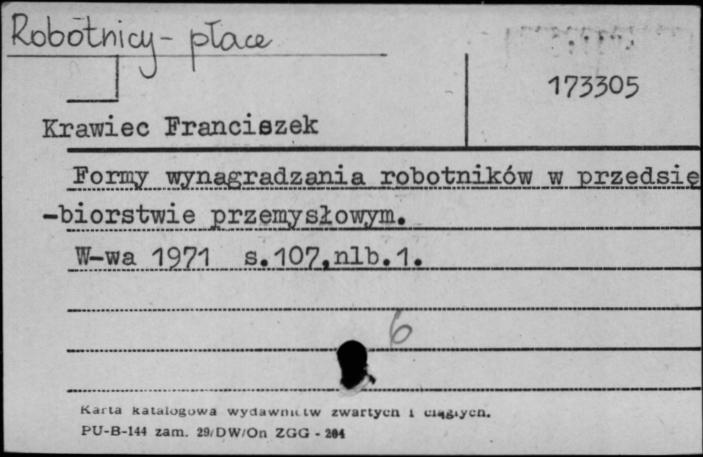 Robotnicy - płace
173305
Krawiec Franciszek
Formy wynagradzania robotników w przedsię
-biorstwie przemysłowym.
W-wa 1971 s.107,nlb.1.
6
Karta katalogowa wydawnictw zwartych i ciągłych.
PU-B-144 zam. 29/DW/On ZGG - 204